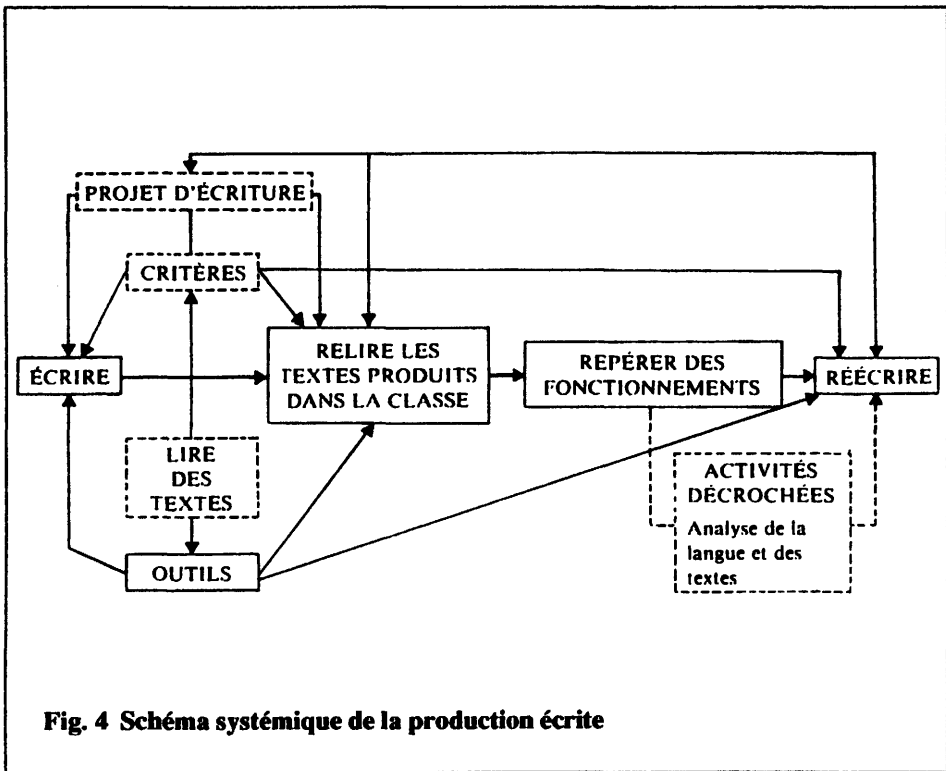 PROJET D'ÉCRITURE
CRITÈRES
ÉCRIRE
RELIRE LES
TEXTES PRODUITS
DANS LA CLASSE
REPÉRER DES
FONCTIONNEMENTS
RÉÉCRIRE
LIRE
DES
TEXTES
ACTIVITÉS
DÉCROCHÉES
Analyse de la
langue et des
textes
OUTILS
Fig. 4 Schéma systémique de la production écrite